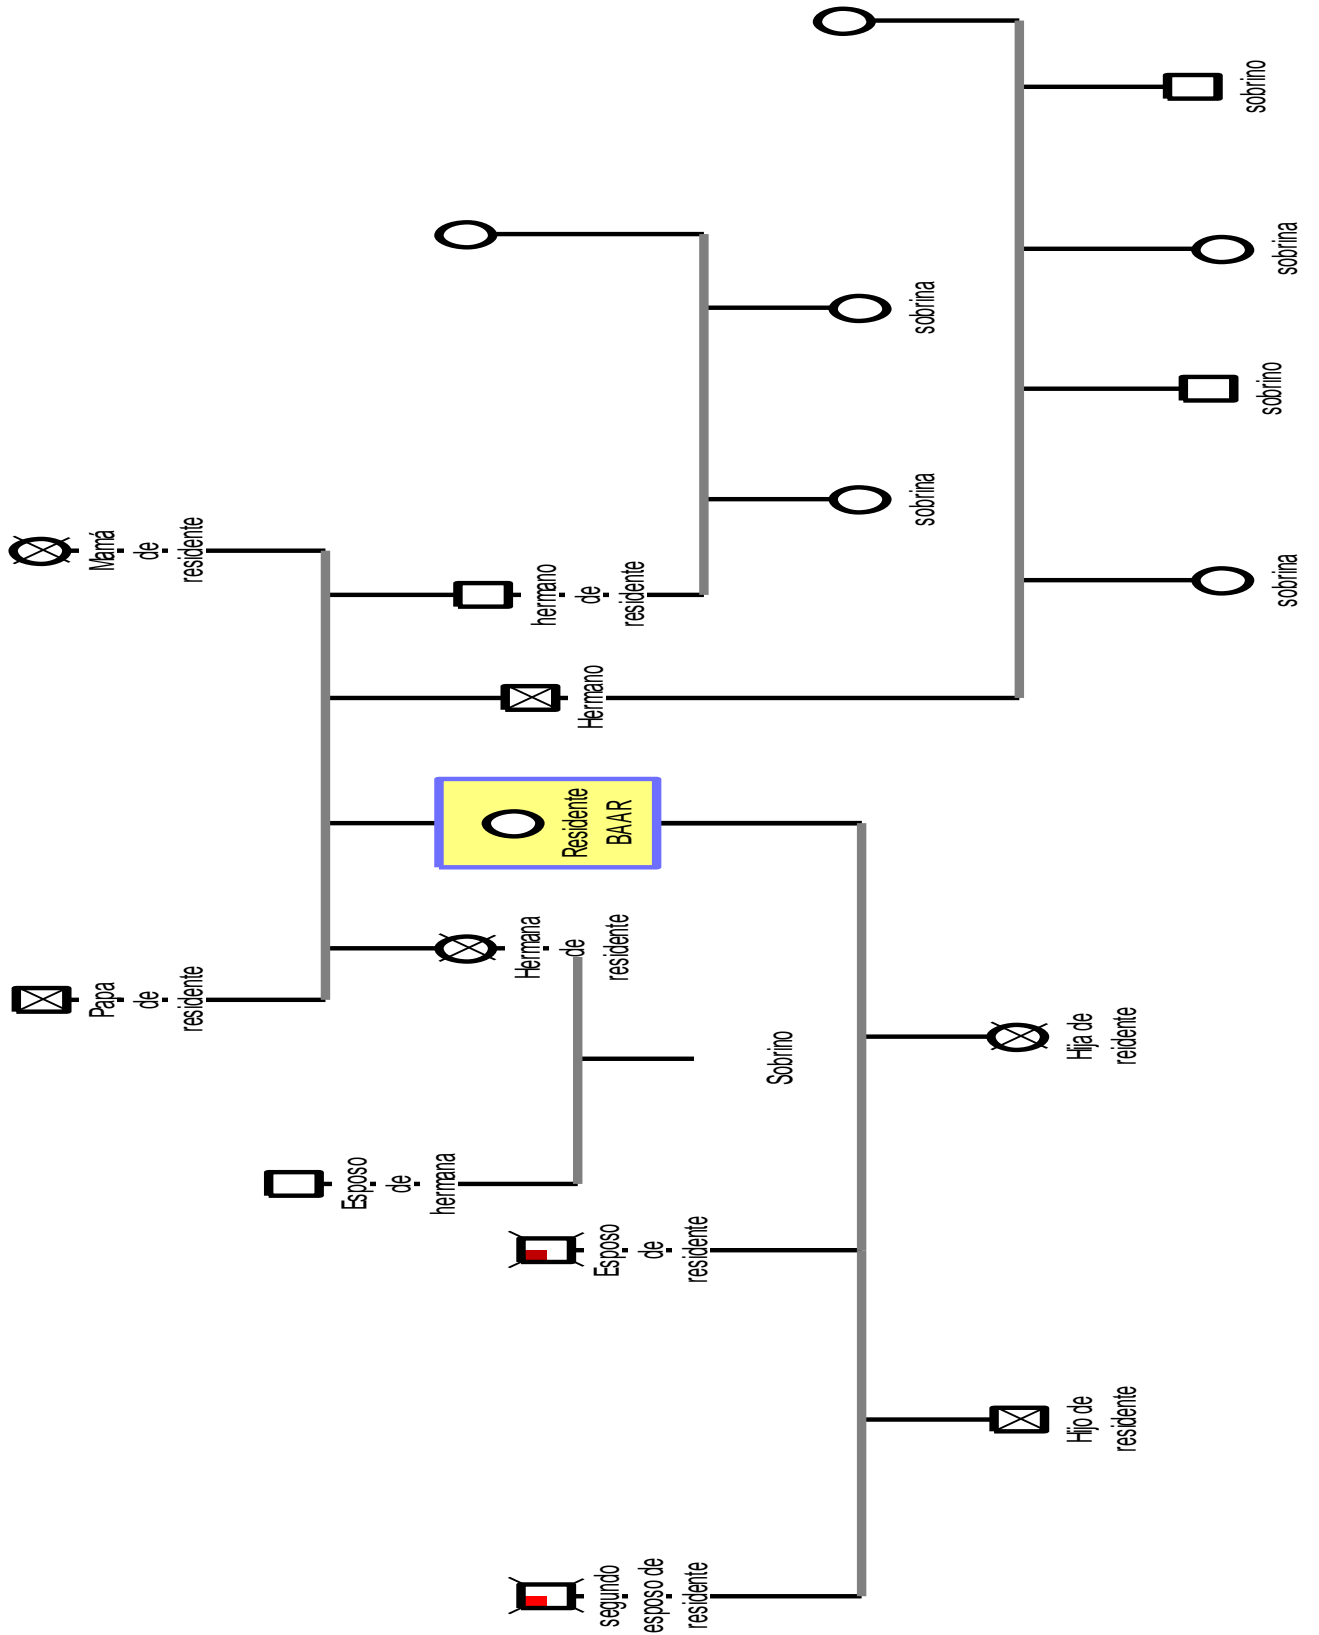 Papa
de
residente
Mamá
de
residente
Esposo
de
hermana
Hermana
de
residente
Residente
BAAR
Hermano
hermano
de
residente
segundo
esposo de
residente
Esposo
de
residente
Sobrino
sobrina
sobrina
Hijo de
residente
Hija de
reidente
sobrina
sobrino
sobrina
sobrino